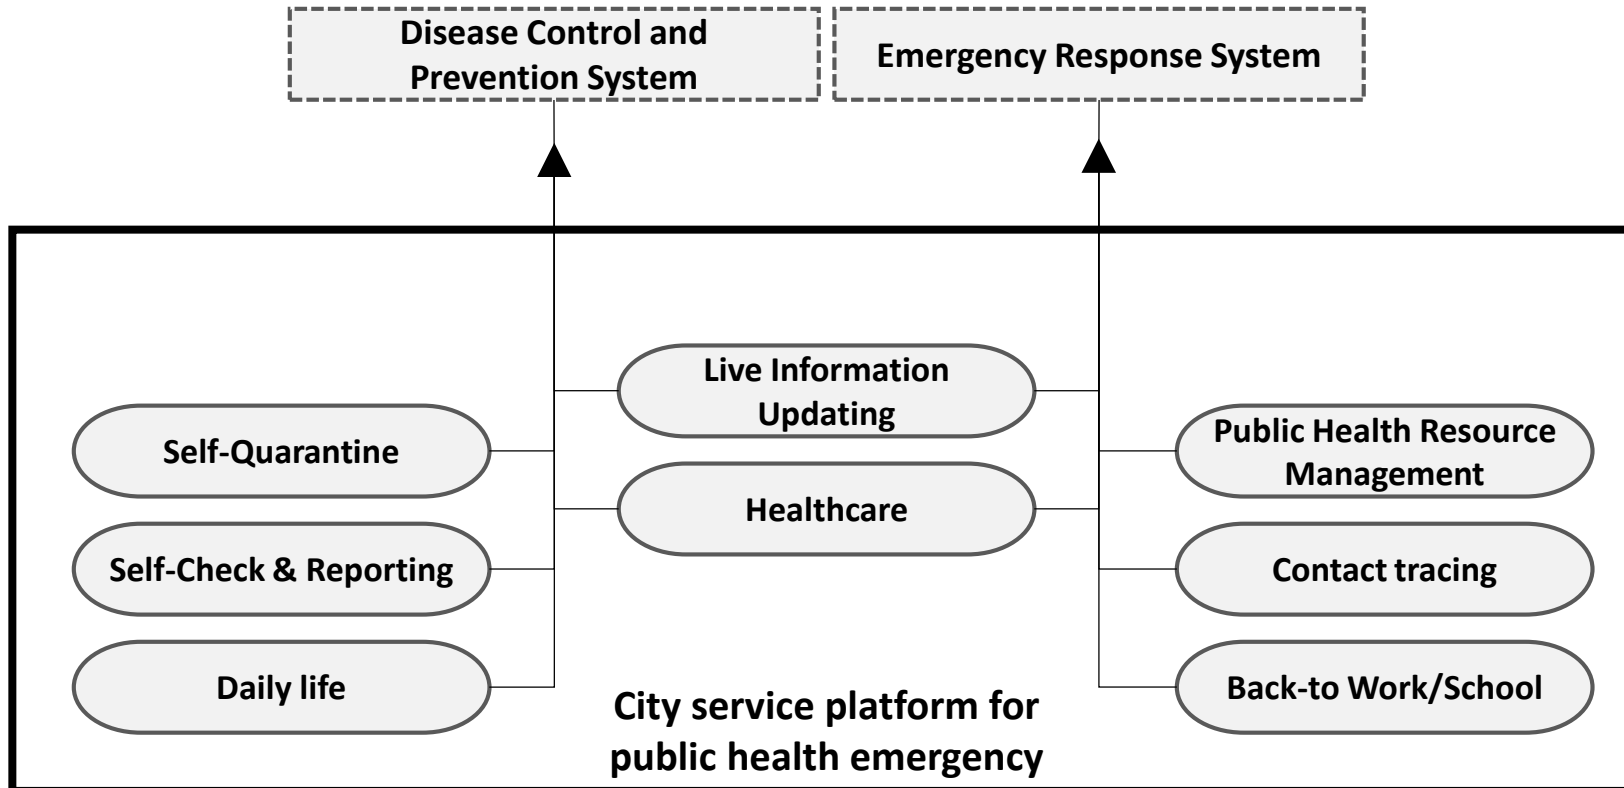 Disease Control and
Prevention System
Emergency Response System
Live Information
Updating
Self-Quarantine
Public Health Resource
Management
Healthcare
Self-Check & Reporting
Contact tracing
Daily life
Back-to Work/School
City service platform for
public health emergency